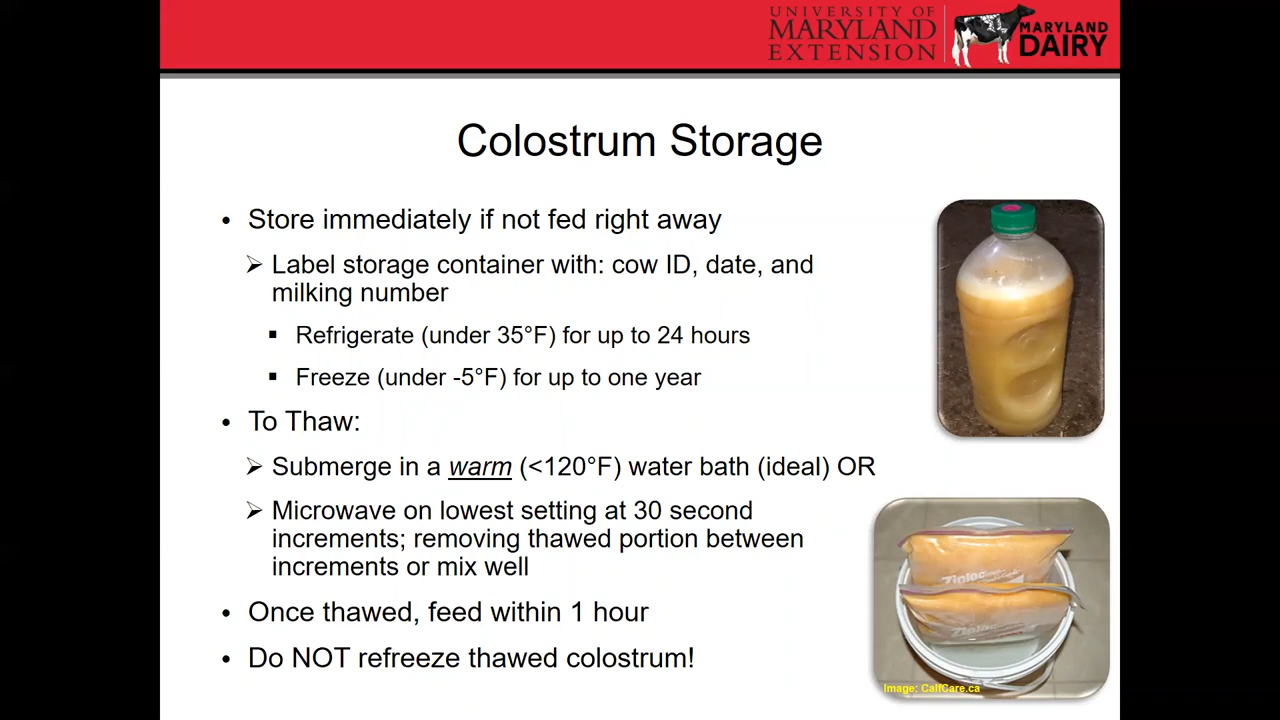 UNIVERSITY OF
MARYLAND
EXTENSION
MARYLAND
DAIRY
Colostrum Storage
• Store immediately if not fed right away
➢ Label storage container with: cow ID, date, and
milking number
▪ Refrigerate (under 35°F) for up to 24 hours
▪ Freeze (under -5°F) for up to one year
• To Thaw:
➢ Submerge in a warm (<120°F) water bath (ideal) OR
➢ Microwave on lowest setting at 30 second
increments; removing thawed portion between
increments or mix well
• Once thawed, feed within 1 hour
• Do NOT refreeze thawed colostrum!
Ziploc
Ziploc
Image: CalfCare.ca